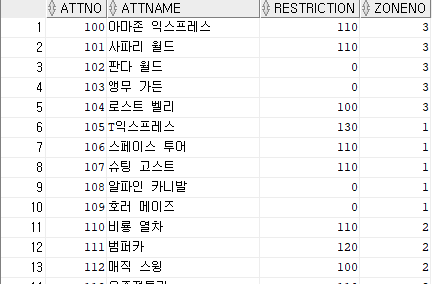 ATTNO ATTNAME RESTRICTION ZONENO
1 100 아마존 익스프레스 110 3
2 101 사파리 월드 110 3
3 102 판다 월드 0 3
4 103 앵무 가든 0 3
5 104 로스트 밸리 100 3
6 105 T익스프레스 130 1
7 106 스페이스 투어 110 1
8 107 슈팅 고스트 110 1
9 108 알파인 카니발 0 1
10 109 호러 메이즈 0 1
11 110 비룡 열차 110 2
12 111 범퍼카 120 2
13 112 매직 스윙 100 2